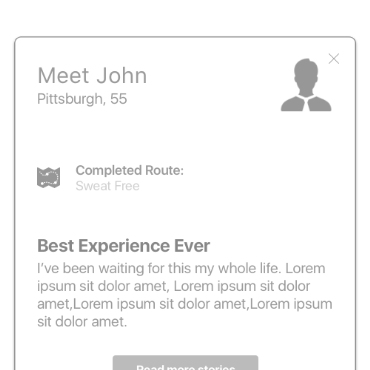 Meet John
Pittsburgh, 55
Completed Route:
Sweat Free
Best Experience Ever
I've been waiting for this my whole life. Lorem
ipsum sit dolor amet, Lorem ipsum sit dolor
amet,Lorem ipsum sit dolor amet,Lorem ipsum
sit dolor amet.
Read more stories